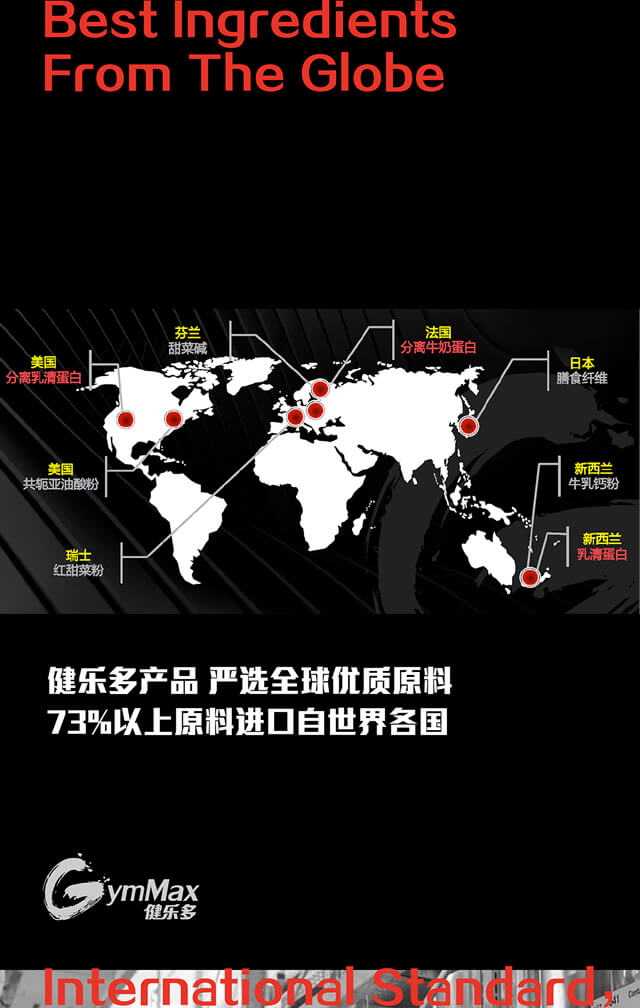 Best Ingredients
From The Globe
芬兰
甜菜碱
法国
分离牛奶蛋白
美国
分离乳清蛋白
日本
膳食纤维
美国
共轭亚油酸粉
新西兰
牛乳钙粉
瑞士
红甜菜粉
新西兰
乳清蛋白
健乐多产品 严选全球优质原料
73%以上原料进口自世界各国
GymMax
健乐多
International Standard,